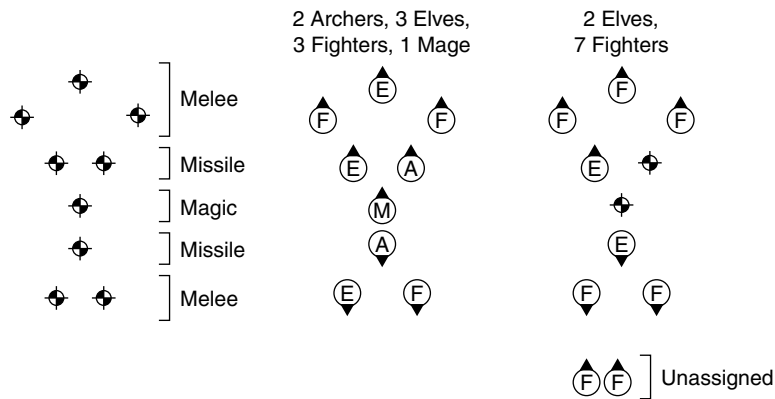 2 Archers, 3 Elves,
3 Fighters, 1 Mage
2 Elves,
7 Fighters
Melee
E
F
F
F
F
F
Missile
E
A
E
Magic
M
Missile
A
E
Melee
E
F
F
F
F F
Unassigned